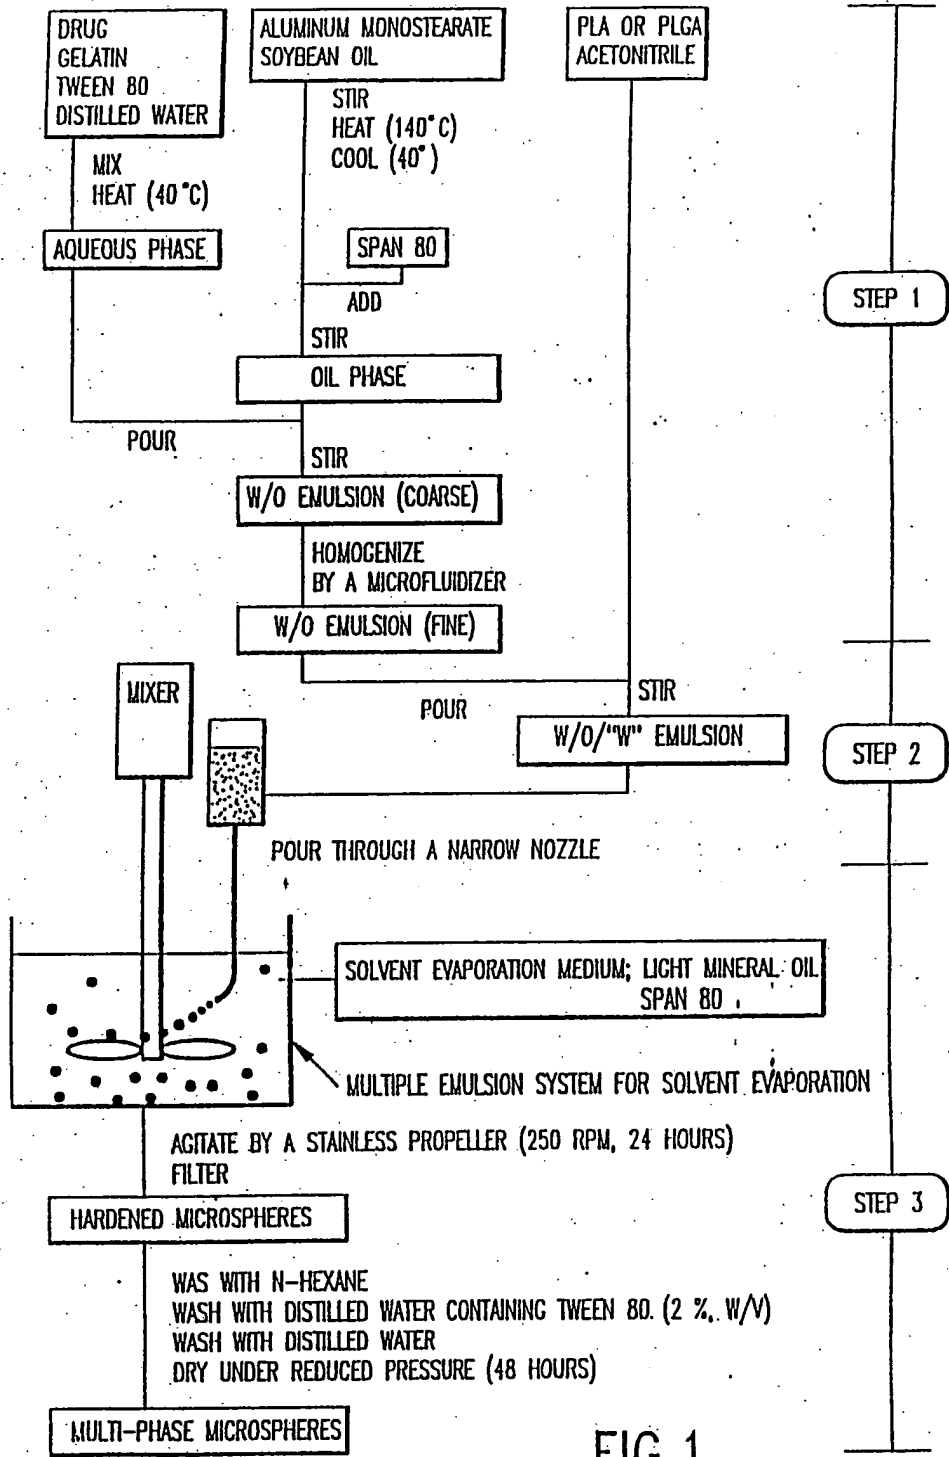 DRUG
GELATIN
TWEEN 80
DISTILLED WATER
ALUMINUM MONOSTEARATE
SOYBEAN OIL
PLA OR PLGA
ACETONITRILE
MIX
HEAT (40°C)
STIR
HEAT (140°C)
COOL (40°)
AQUEOUS PHASE
SPAN 80
ADD
STEP 1
STIR
OIL PHASE
POUR
STIR
W/O EMULSION (COARSE)
HOMOGENIZE
BY A MICROFLUIDIZER
W/O EMULSION (FINE)
POUR
STIR
W/O/"W" EMULSION
STEP 2
MIXER
POUR THROUGH A NARROW NOZZLE
SOLVENT EVAPORATION MEDIUM; LIGHT MINERAL OIL
SPAN 80
MULTIPLE EMULSION SYSTEM FOR SOLVENT EVAPORATION
AGITATE BY A STAINLESS PROPELLER (250 RPM, 24 HOURS)
FILTER
HARDENED MICROSPHERES
STEP 3
WAS WITH N-HEXANE
WASH WITH DISTILLED WATER CONTAINING TWEEN 80. (2 %, W/V)
WASH WITH DISTILLED WATER
DRY UNDER REDUCED PRESSURE (48 HOURS)
MULTI-PHASE MICROSPHERES
FIG. 1